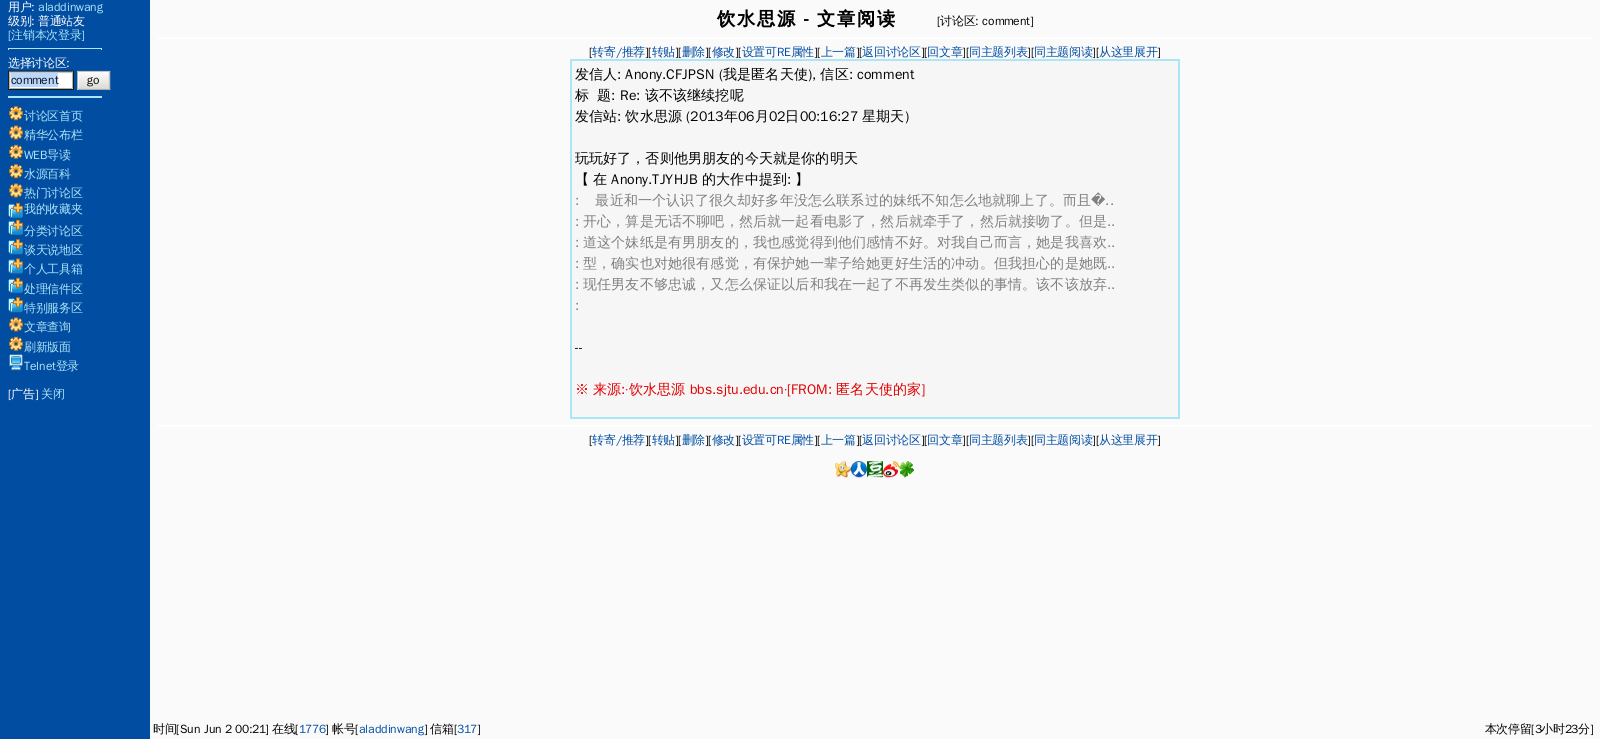 用户: aladdinwang
级别: 普通站友
[注销本次登录]
选择讨论区:
comment go
讨论区首页
精华公布栏
WEB导读
水源百科
热门讨论区
我的收藏夹
分类讨论区
谈天说地区
个人工具箱
处理信件区
特别服务区
文章查询
刷新版面
Telnet登录
[广告] 关闭
饮水思源 - 文章阅读 [讨论区: comment]
[转寄/推荐][转贴][删除][修改][设置可RE属性][上一篇][返回讨论区][回文章][同主题列表][同主题阅读][从这里展开]
发信人: Anony.CFJPSN (我是匿名天使), 信区: comment
标  题: Re: 该不该继续挖呢
发信站: 饮水思源 (2013年06月02日00:16:27 星期天)
玩玩好了，否则他男朋友的今天就是你的明天
【 在 Anony.TJYHJB 的大作中提到: 】
:    最近和一个认识了很久却好多年没怎么联系过的妹纸不知怎么地就聊上了。而且�..
: 开心，算是无话不聊吧，然后就一起看电影了，然后就牵手了，然后就接吻了。但是..
: 道这个妹纸是有男朋友的，我也感觉得到他们感情不好。对我自己而言，她是我喜欢..
: 型，确实也对她很有感觉，有保护她一辈子给她更好生活的冲动。但我担心的是她既..
: 现任男友不够忠诚，又怎么保证以后和我在一起了不再发生类似的事情。该不该放弃..
:
--
※ 来源:·饮水思源 bbs.sjtu.edu.cn·[FROM: 匿名天使的家]
[转寄/推荐][转贴][删除][修改][设置可RE属性][上一篇][返回讨论区][回文章][同主题列表][同主题阅读][从这里展开]
时间[Sun Jun 2 00:21] 在线[1776] 帐号[aladdinwang] 信箱[317] 本次停留[3小时23分]